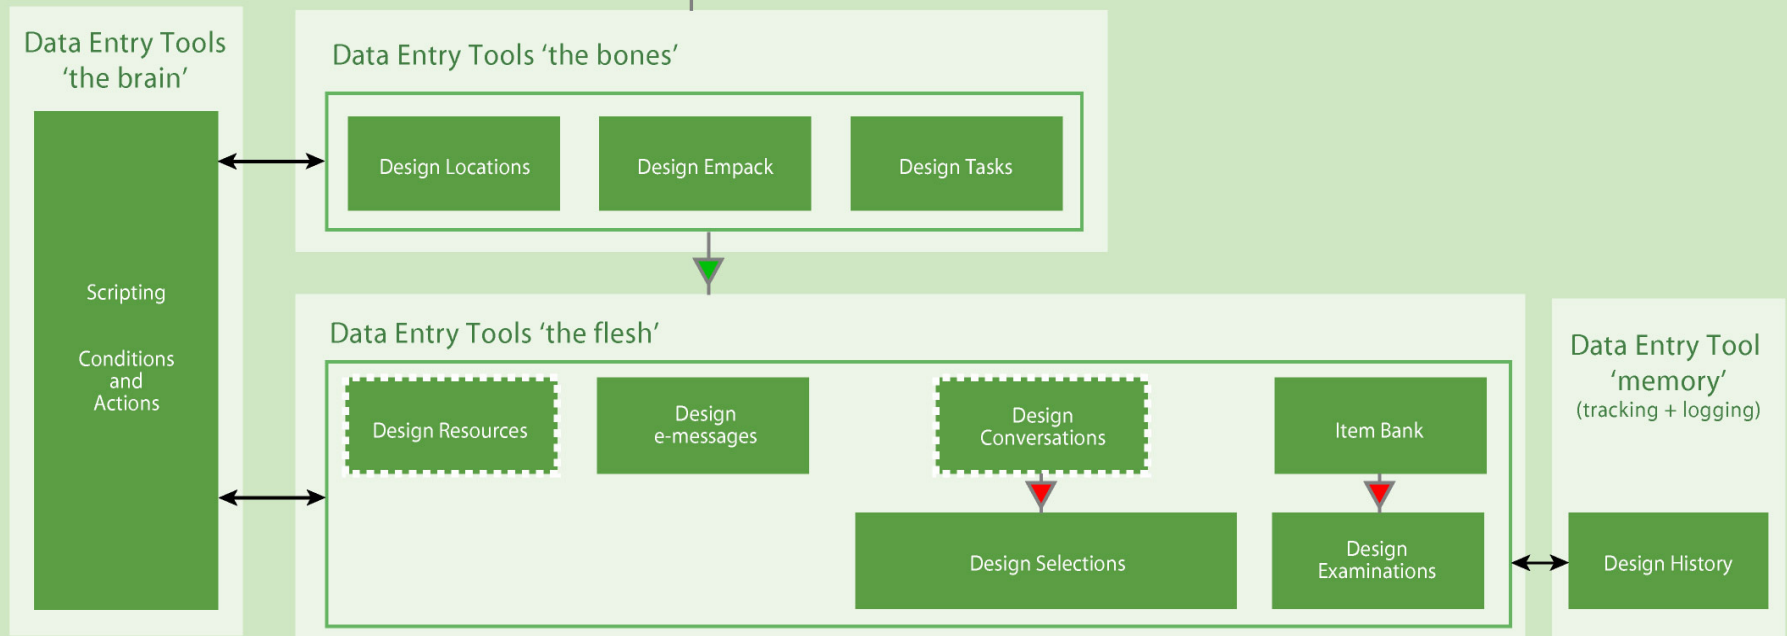 Data Entry Tools
‘the brain’
Scripting
Conditions
and
Actions
Data Entry Tools ‘the bones’
Design Locations
Design Empack
Design Tasks
Data Entry Tools ‘the flesh’
Design Resources
Design
e-messages
Design
Conversations
Item Bank
Design Selections
Design
Examinations
Data Entry Tool
‘memory’
(tracking + logging)
Design History